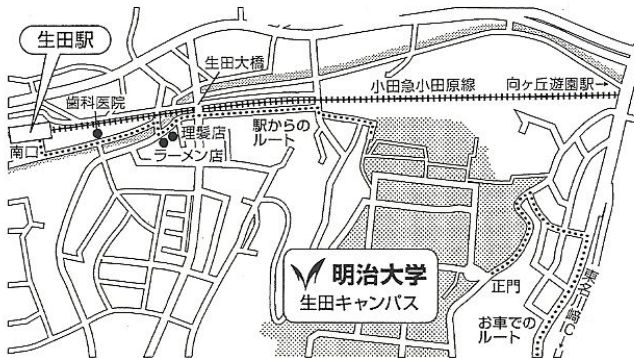 生田駅
生田大橋
歯科医院
小田急小田原線
向ヶ丘遊園駅→
理髪店
駅からの
ルート
南口
ラーメン店
明治大学
生田キャンパス
正門
お車での
ルート
東名川崎IC